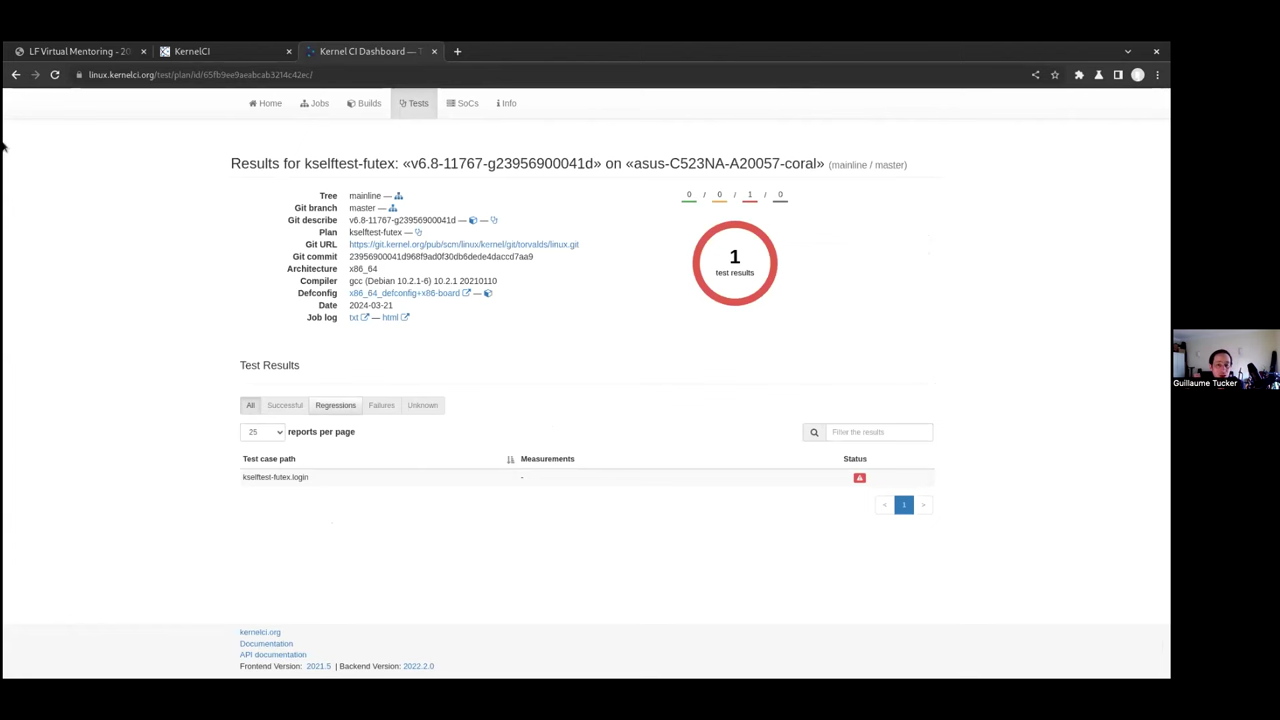 LF Virtual Mentoring - 20
KernelCI
Kernel CI Dashboard — T
linux.kernelci.org/test/plan/id/65fb9ee9aeabcab3214c42ec/
Home
Jobs
Builds
Tests
SoCs
Info
Results for kselftest-futex: «v6.8-11767-g23956900041d» on «asus-C523NA-A20057-coral» (mainline / master)
Tree mainline —
Git branch master —
Git describe v6.8-11767-g23956900041d — —
Plan kselftest-futex —
Git URL https://git.kernel.org/pub/scm/linux/kernel/git/torvalds/linux.git
Git commit 23956900041d968f9ad0f30db6dede4daccd7aa9
Architecture x86_64
Compiler gcc (Debian 10.2.1-6) 10.2.1 20210110
Defconfig x86_64_defconfig+x86-board —
Date 2024-03-21
Job log txt — html
0 / 0 / 1 / 0
1
test results
Test Results
All Successful Regressions Failures Unknown
25 reports per page
Filter the results
Test case path Measurements Status
kselftest-futex.login -
< 1 >
kernelci.org
Documentation
API documentation
Frontend Version: 2021.5 | Backend Version: 2022.2.0
Guillaume Tucker